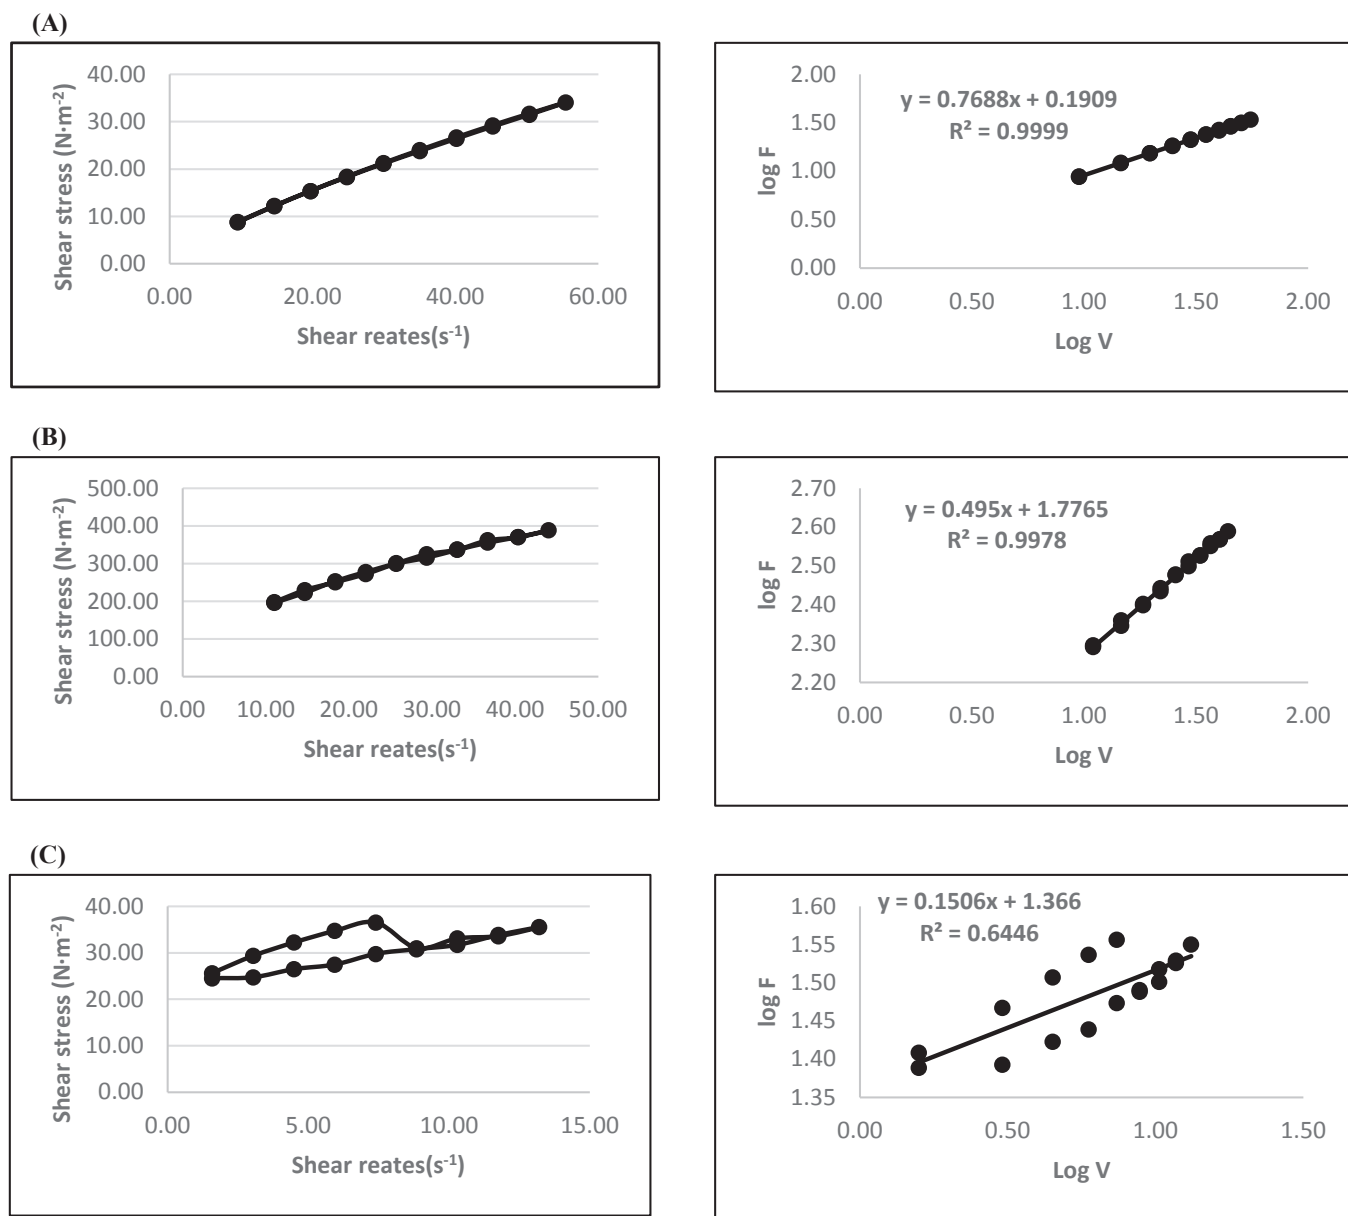 (A)
Shear stress (N·m-2)
40.00
30.00
20.00
10.00
0.00
0.00 20.00 40.00 60.00
Shear reates(s-1)
log F
2.00
1.50
1.00
0.50
0.00
y = 0.7688x + 0.1909
R² = 0.9999
0.00 0.50 1.00 1.50 2.00
Log V
(B)
Shear stress (N·m-2)
500.00
400.00
300.00
200.00
100.00
0.00
0.00 10.00 20.00 30.00 40.00 50.00
Shear reates(s-1)
log F
2.70
2.60
2.50
2.40
2.30
2.20
y = 0.495x + 1.7765
R² = 0.9978
0.00 0.50 1.00 1.50 2.00
Log V
(C)
Shear stress (N·m-2)
40.00
30.00
20.00
10.00
0.00
0.00 5.00 10.00 15.00
Shear reates(s-1)
log F
1.60
1.55
1.50
1.45
1.40
1.35
y = 0.1506x + 1.366
R² = 0.6446
0.00 0.50 1.00 1.50
Log V